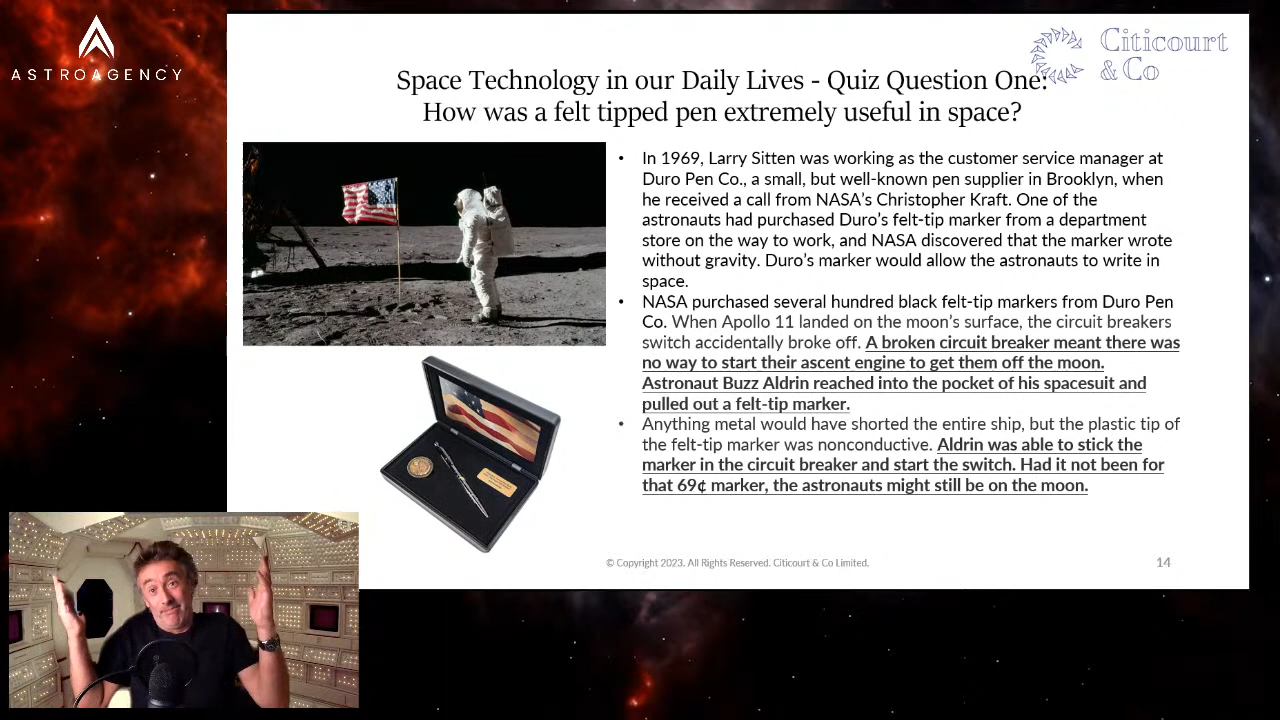 ASTROAGENCY
Citicourt
& Co
Space Technology in our Daily Lives - Quiz Question One:
How was a felt tipped pen extremely useful in space?
• In 1969, Larry Sitten was working as the customer service manager at
Duro Pen Co., a small, but well-known pen supplier in Brooklyn, when
he received a call from NASA's Christopher Kraft. One of the
astronauts had purchased Duro's felt-tip marker from a department
store on the way to work, and NASA discovered that the marker wrote
without gravity. Duro's marker would allow the astronauts to write in
space.
• NASA purchased several hundred black felt-tip markers from Duro Pen
Co. When Apollo 11 landed on the moon's surface, the circuit breakers
switch accidentally broke off. A broken circuit breaker meant there was
no way to start their ascent engine to get them off the moon.
Astronaut Buzz Aldrin reached into the pocket of his spacesuit and
pulled out a felt-tip marker.
• Anything metal would have shorted the entire ship, but the plastic tip of
the felt-tip marker was nonconductive. Aldrin was able to stick the
marker in the circuit breaker and start the switch. Had it not been for
that 69¢ marker, the astronauts might still be on the moon.
© Copyright 2023. All Rights Reserved. Citicourt & Co Limited.
14